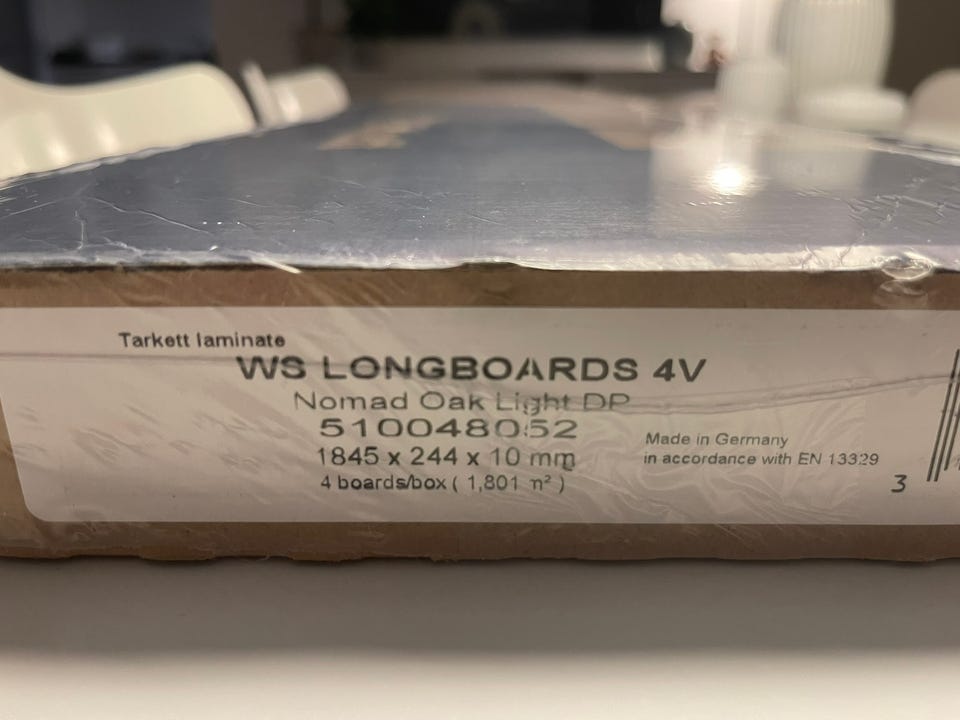 Tarkett laminate
WS LONGBOARDS 4V
Nomad Oak Light DP
510048052
1845 x 244 x 10 mm
4 boards/box ( 1,801 m² )
Made in Germany
in accordance with EN 13329
3